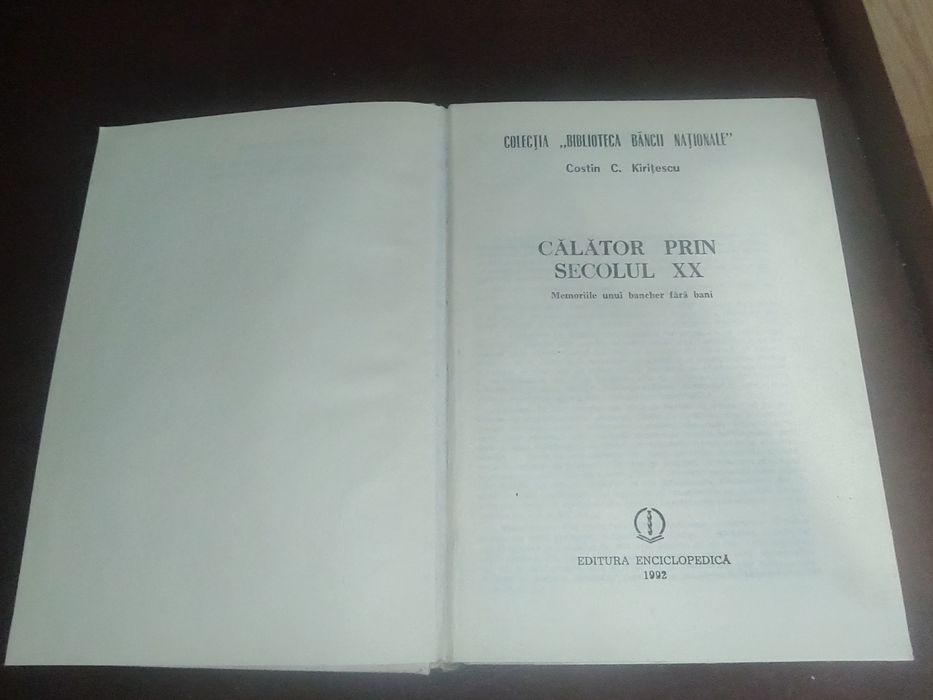 COLECȚIA „BIBLIOTECA BĂNCII NAȚIONALE"
Costin C. Kirițescu
CĂLĂTOR PRIN
SECOLUL XX
Memoriile unui bancher fără bani
EDITURA ENCICLOPEDICĂ
1992